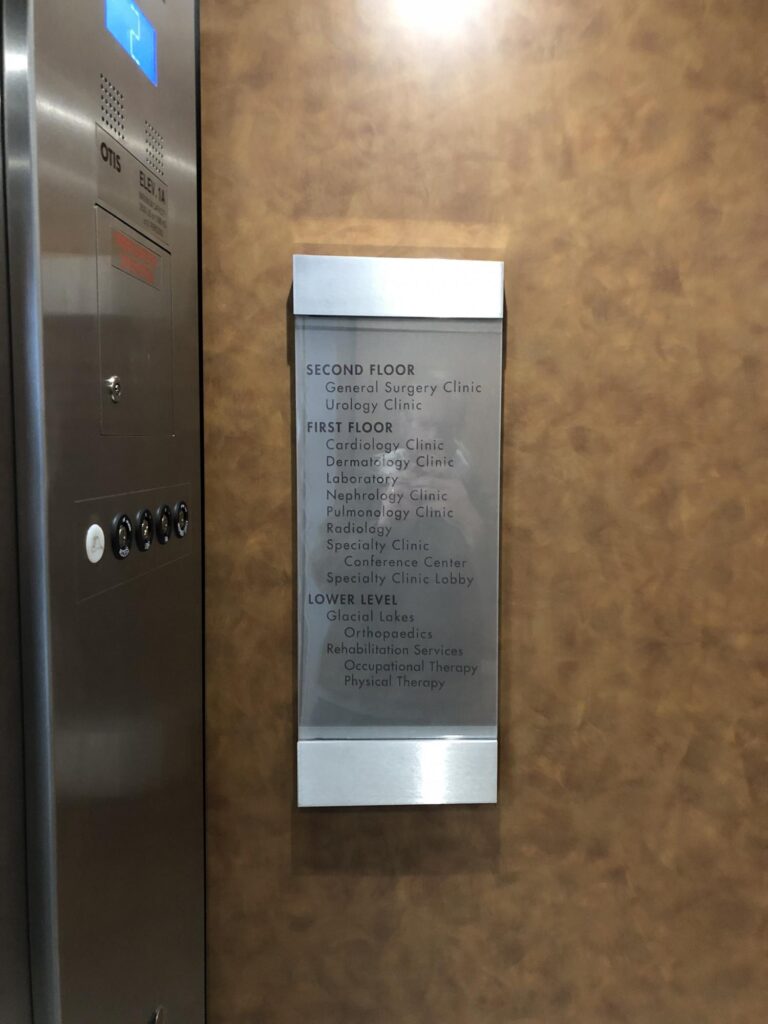 2
OTIS
ELEV. 1A
SECOND FLOOR
General Surgery Clinic
Urology Clinic
FIRST FLOOR
Cardiology Clinic
Dermatology Clinic
Laboratory
Nephrology Clinic
Pulmonology Clinic
Radiology
Specialty Clinic
Conference Center
Specialty Clinic Lobby
LOWER LEVEL
Glacial Lakes
Orthopaedics
Rehabilitation Services
Occupational Therapy
Physical Therapy